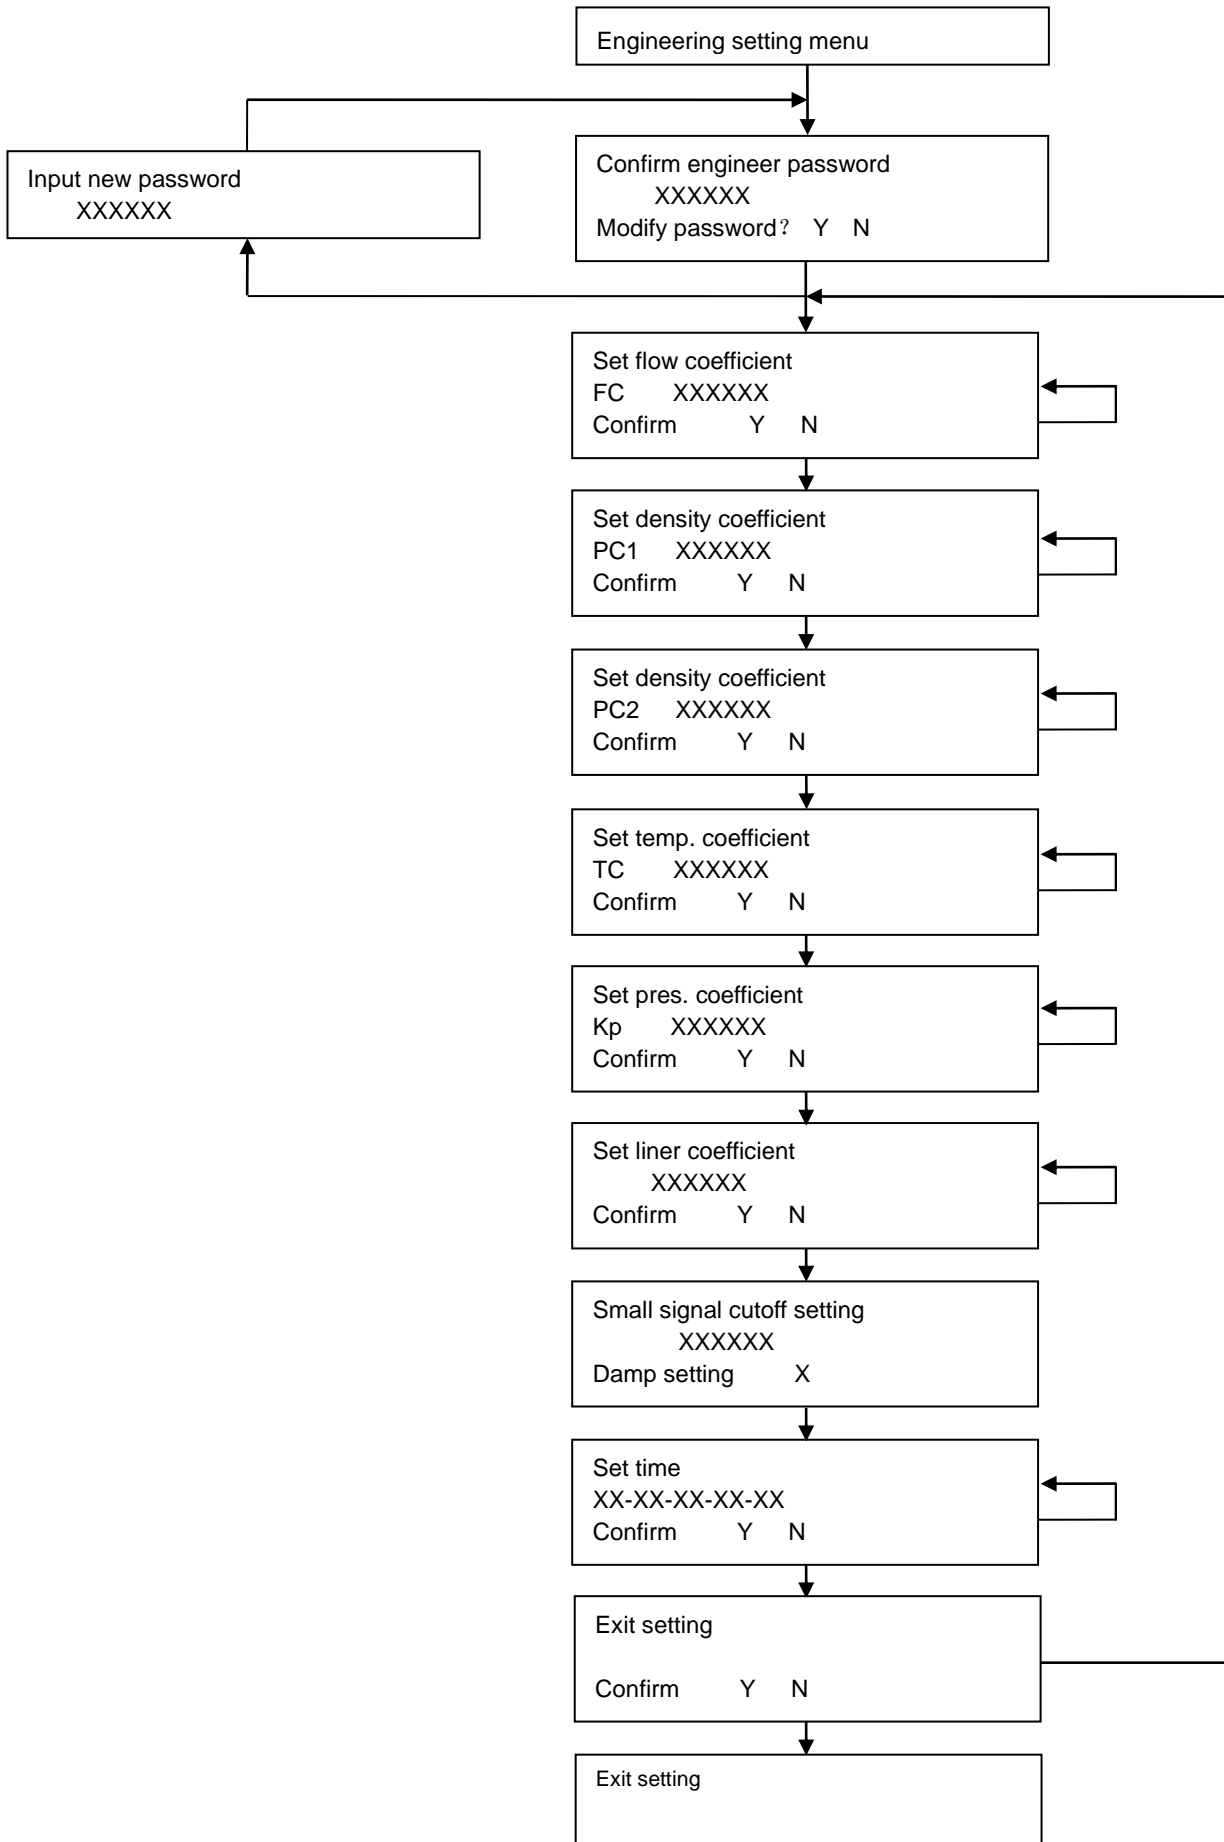 Engineering setting menu
Input new password
XXXXXX
Confirm engineer password
XXXXXX
Modify password？ Y N
Set flow coefficient
FC XXXXXX
Confirm Y N
Set density coefficient
PC1 XXXXXX
Confirm Y N
Set density coefficient
PC2 XXXXXX
Confirm Y N
Set temp. coefficient
TC XXXXXX
Confirm Y N
Set pres. coefficient
Kp XXXXXX
Confirm Y N
Set liner coefficient
XXXXXX
Confirm Y N
Small signal cutoff setting
XXXXXX
Damp setting X
Set time
XX-XX-XX-XX-XX
Confirm Y N
Exit setting
Confirm Y N
Exit setting